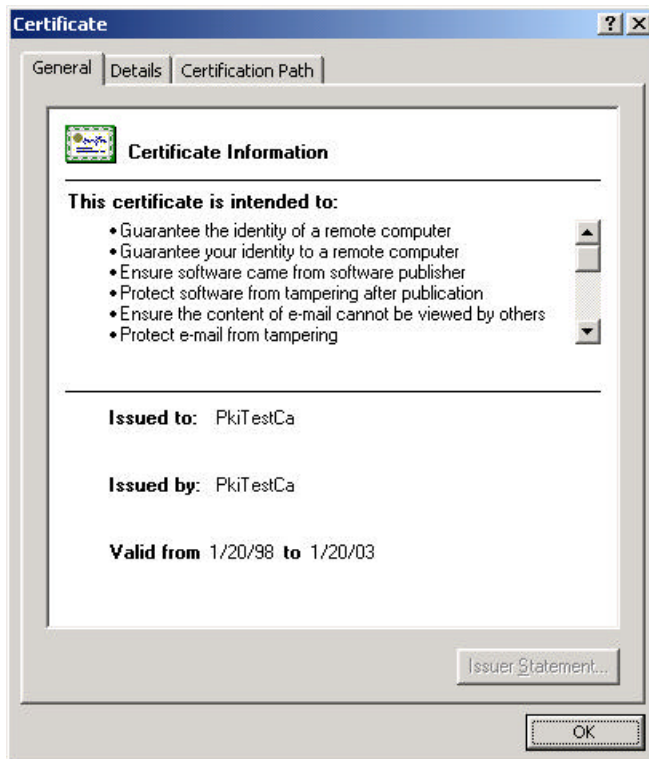 Certificate
General Details Certification Path
Certificate Information
This certificate is intended to:
•Guarantee the identity of a remote computer
•Guarantee your identity to a remote computer
•Ensure software came from software publisher
•Protect software from tampering after publication
•Ensure the content of e-mail cannot be viewed by others
•Protect e-mail from tampering
Issued to: PkiTestCa
Issued by: PkiTestCa
Valid from 1/20/98 to 1/20/03
Issuer Statement...
OK